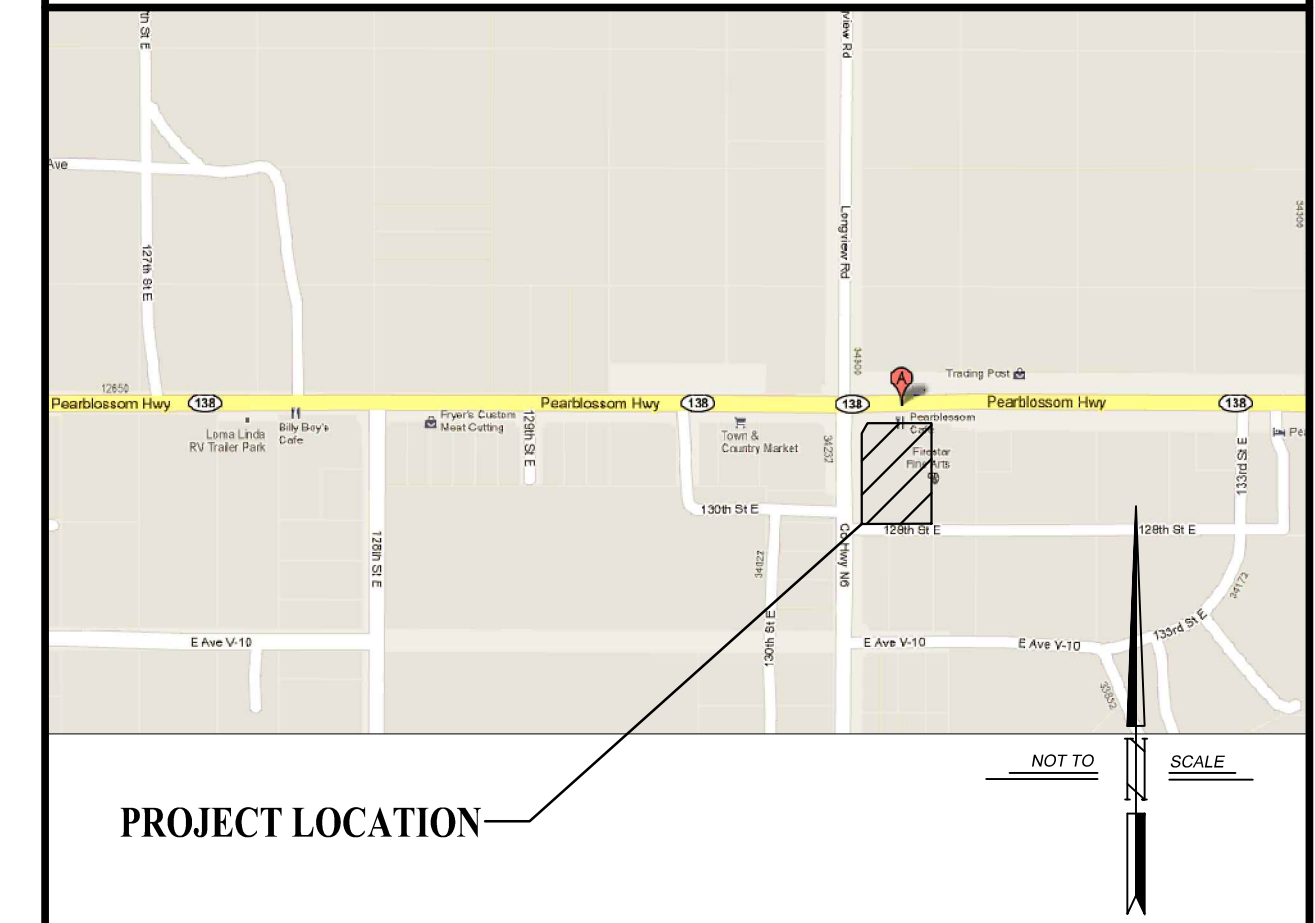 7th St E
view Rd
Ave
34300
127th St E
Longview Rd
34300
Trading Post
A
12650
Pearblossom Hwy
138
Pearblossom Hwy
138
138
Pearblossom Hwy
138
Loma Linda
RV Trailer Park
Billy Boy's
Cafe
Fryer's Custom
Meat Cutting
129th St E
Town &
Country Market
34232
Pearblossom
Cafe
Firestar
Fine Arts
133rd St E
Pea
130th St E
128th St E
128th St E
128th St E
Co Hwy N6
34022
34173
E Ave V-10
130th St E
E Ave V-10
E Ave V-10
133rd St E
33852
NOT TO
SCALE
N
PROJECT LOCATION